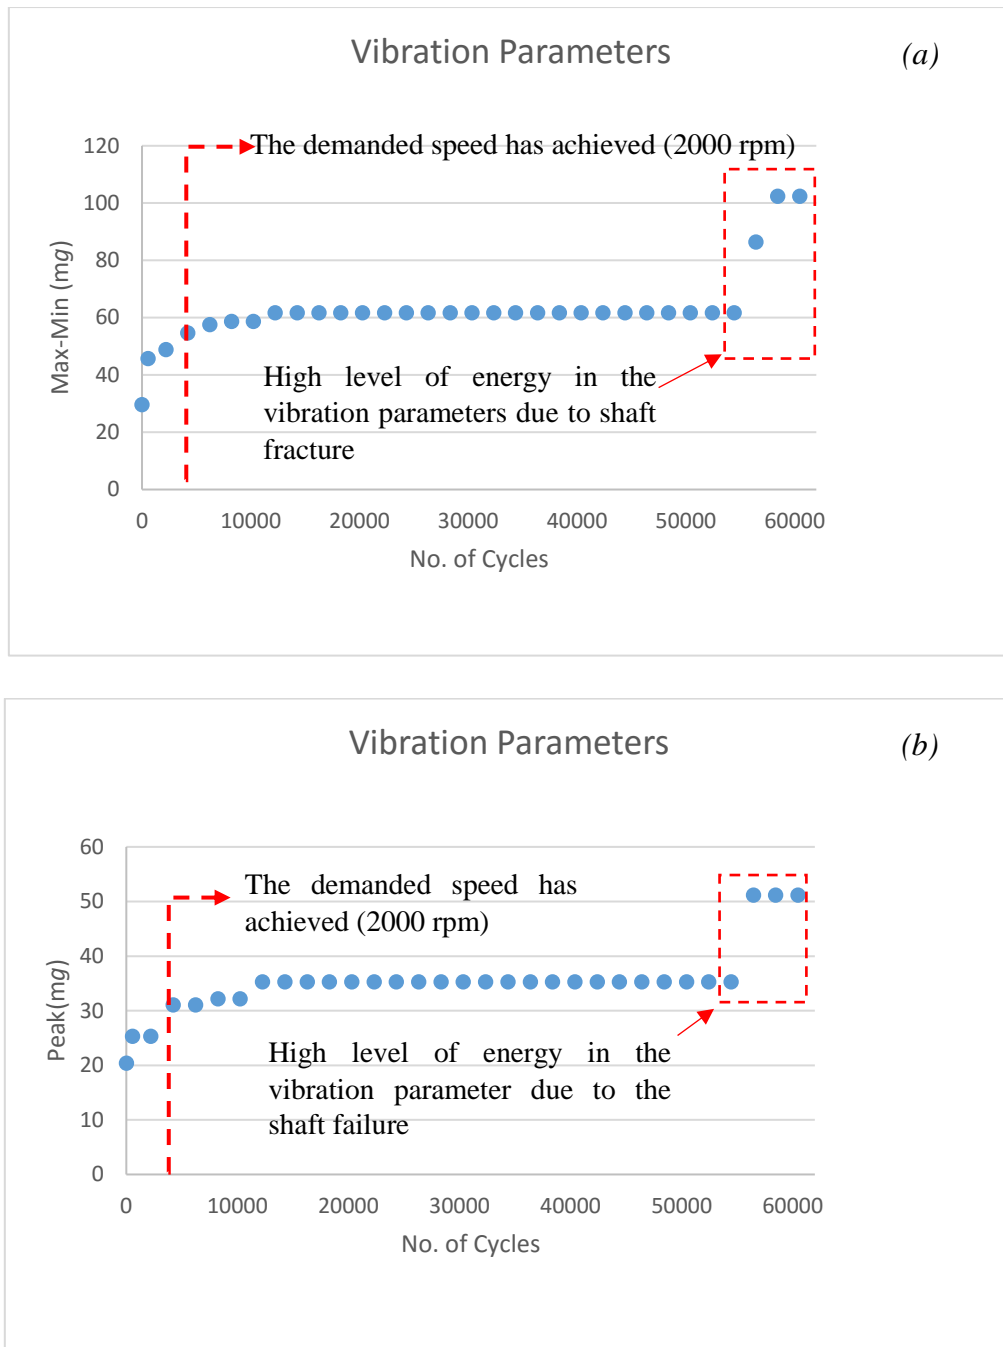 Vibration Parameters
(a)
The demanded speed has achieved (2000 rpm)
120
100
80
60
40
20
0
Max-Min (mg)
High level of energy in the
vibration parameters due to shaft
fracture
0 10000 20000 30000 40000 50000 60000
No. of Cycles
Vibration Parameters
(b)
60
50
40
30
20
10
0
Peak(mg)
The demanded speed has
achieved (2000 rpm)
High level of energy in the
vibration parameter due to the
shaft failure
0 10000 20000 30000 40000 50000 60000
No. of Cycles